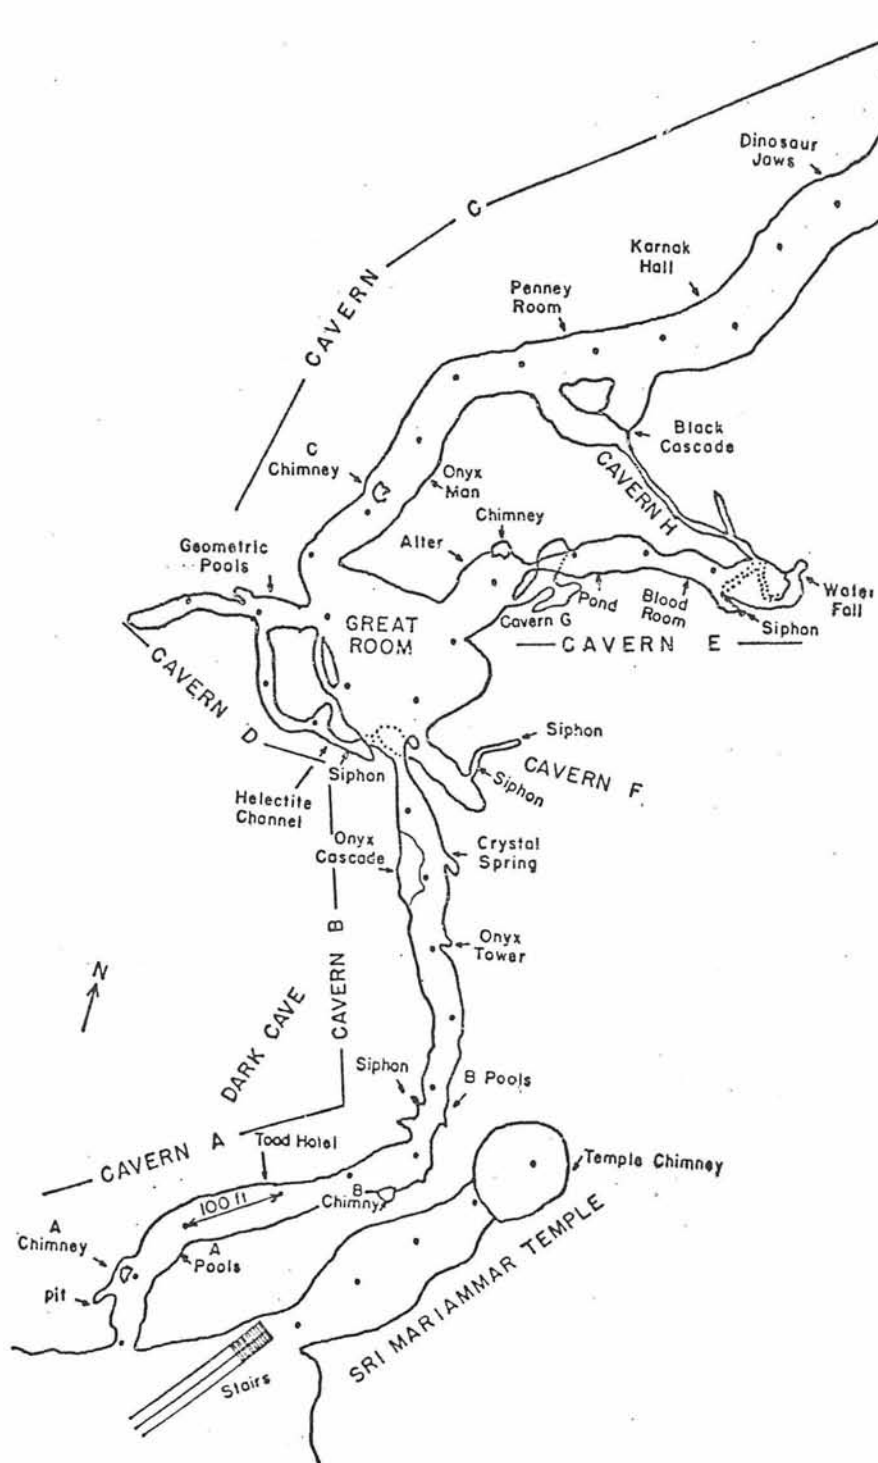 Dinosaur
Jaws
C
Karnak
Hall
CAVERN
Penney
Room
Black
Cascade
C
Chimney
Onyx
Man
CAVERN H
Chimney
Alter
Geometric
Pools
Water
Fall
Pond
Blood
Room
Cavern G
GREAT
ROOM
Siphon
CAVERN E
CAVERN D
Siphon
CAVERN F
Siphon
Siphon
Helectite
Channel
Onyx
Cascade
Crystal
Spring
CAVERN B
Onyx
Tower
N
DARK CAVE
Siphon
B Pools
CAVERN A
Toad Hotel
Temple Chimney
100 ft
B
Chimny
A
Chimney
A
Pools
Pit
SRI MARIAMMAR TEMPLE
Stairs